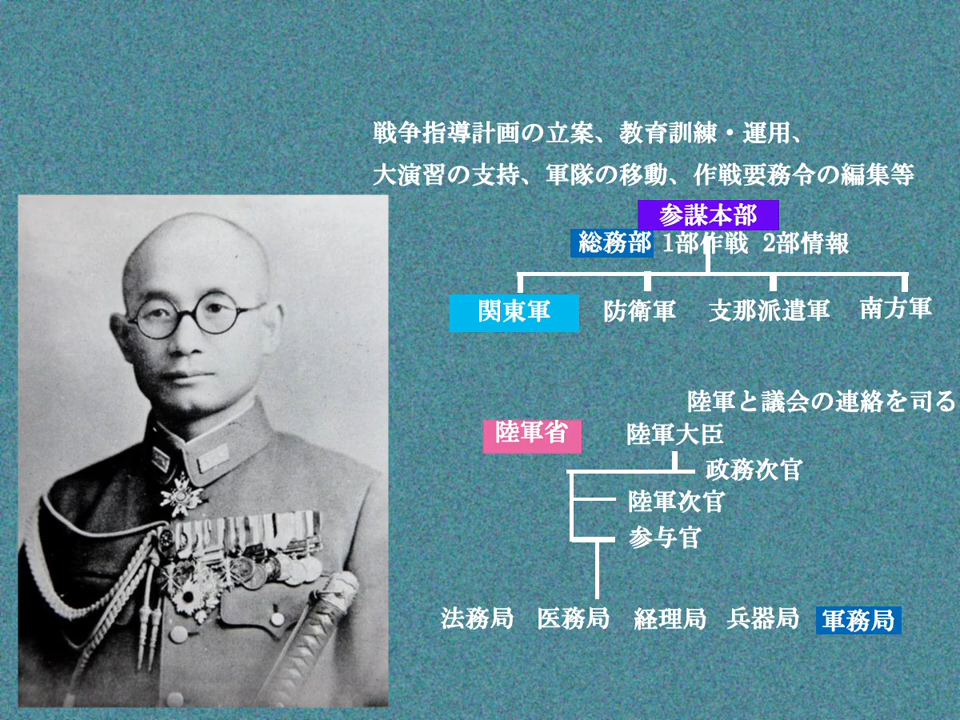 戦争指導計画の立案、教育訓練・運用、
大演習の支持、軍隊の移動、作戦要務令の編集等
参謀本部
総務部 1部作戦 2部情報
関東軍 防衛軍 支那派遣軍 南方軍
陸軍と議会の連絡を司る
陸軍省 陸軍大臣
政務次官
陸軍次官
参与官
法務局 医務局 経理局 兵器局 軍務局